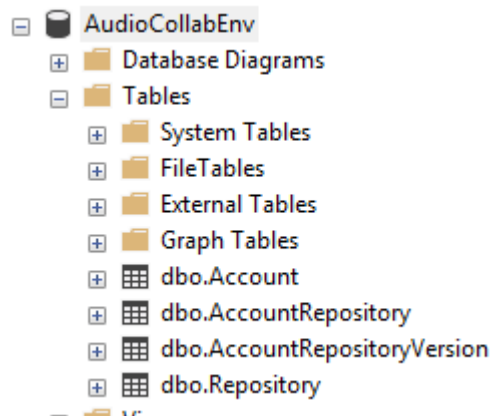 AudioCollabEnv
Database Diagrams
Tables
System Tables
FileTables
External Tables
Graph Tables
dbo.Account
dbo.AccountRepository
dbo.AccountRepositoryVersion
dbo.Repository